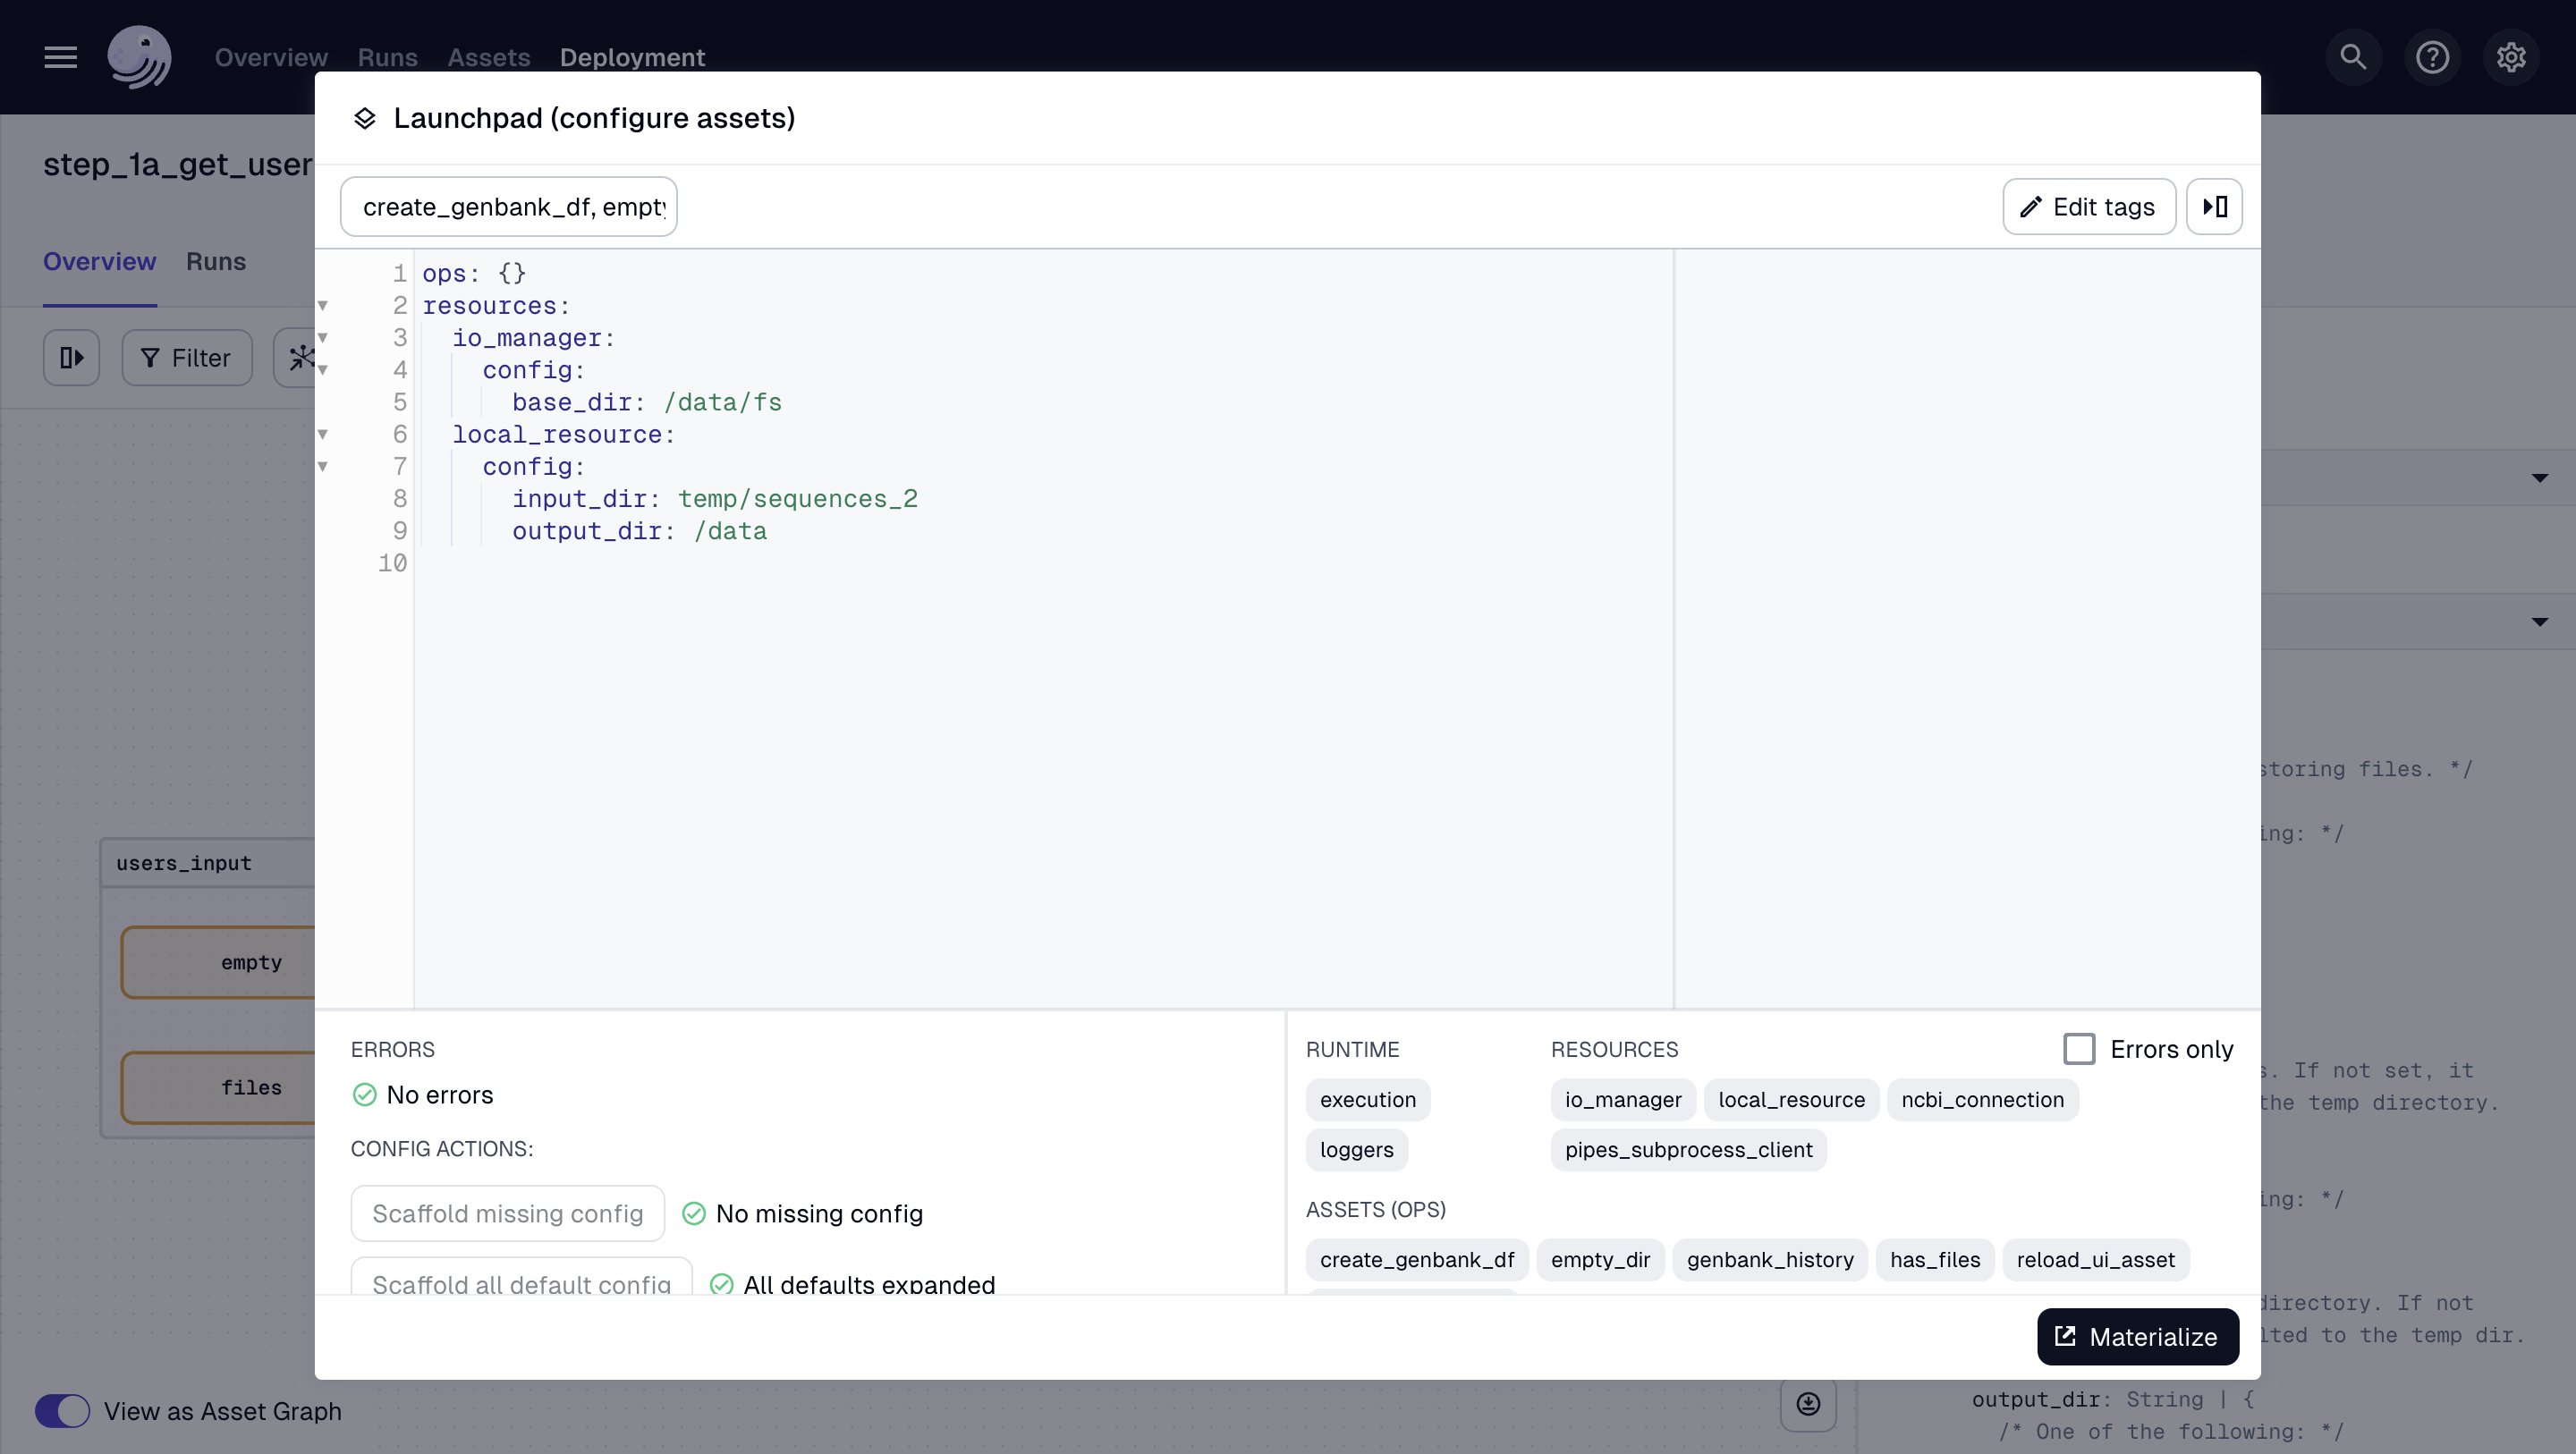 Overview Runs Assets Deployment
step_1a_get_user
Overview Runs
Filter
users_input
empty
files
View as Asset Graph
Launchpad (configure assets)
create_genbank_df, empty
Edit tags
1 ops: {}
2 resources:
3 io_manager:
4 config:
5 base_dir: /data/fs
6 local_resource:
7 config:
8 input_dir: temp/sequences_2
9 output_dir: /data
10
ERRORS
No errors
CONFIG ACTIONS:
Scaffold missing config No missing config
Scaffold all default config All defaults expanded
RUNTIME
execution
loggers
RESOURCES
Errors only
io_manager local_resource ncbi_connection
pipes_subprocess_client
ASSETS (OPS)
create_genbank_df empty_dir genbank_history has_files reload_ui_asset
Materialize
storing files. */
ing: */
s. If not set, it
the temp directory.
ing: */
directory. If not
lted to the temp dir.
output_dir: String | {
/* One of the following: */